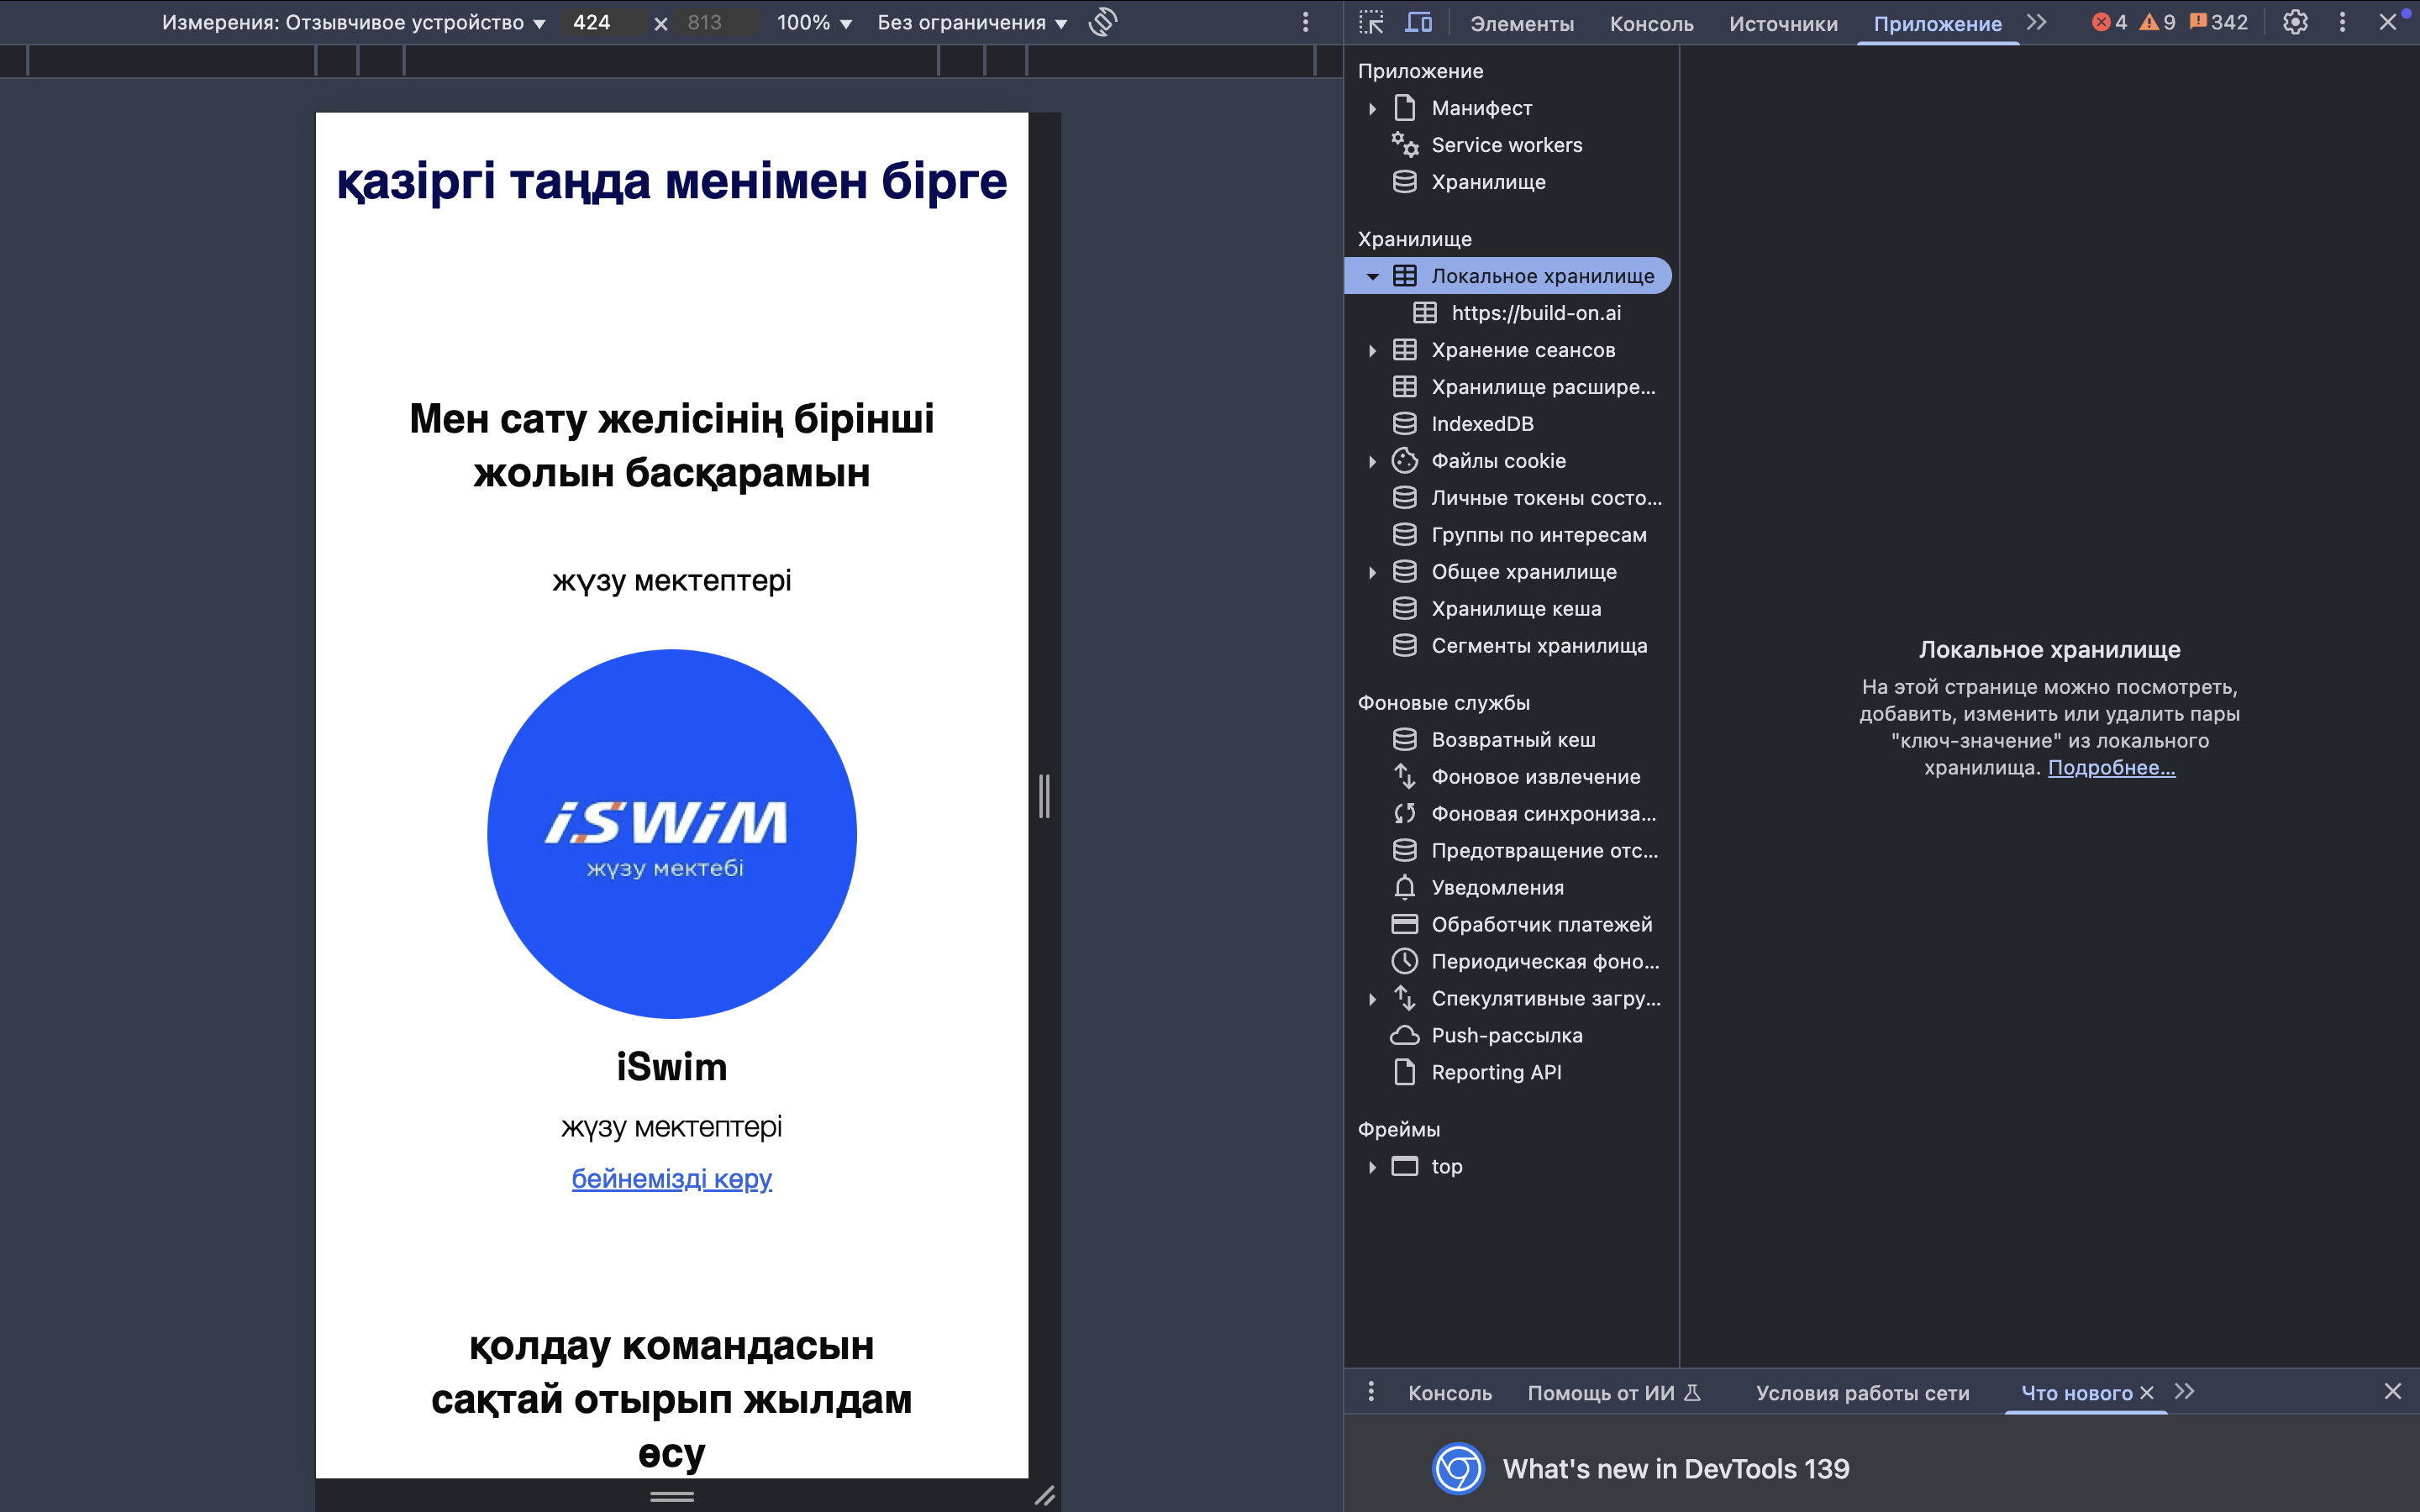 Измерения: Отзывчивое устройство
424
×
813
100%
Без ограничения
Элементы
Консоль
Источники
Приложение
4
9
342
қазіргі таңда менімен бірге
Мен сату желісінің бірінші
жолын басқарамын
жүзу мектептері
iSWiM
жүзу мектебі
iSwim
жүзу мектептері
бейнемізді көру
қолдау командасын
сақтай отырып жылдам
өсу
Приложение
Манифест
Service workers
Хранилище
Хранилище
Локальное хранилище
https://build-on.ai
Хранение сеансов
Хранилище расшире...
IndexedDB
Файлы cookie
Личные токены состо...
Группы по интересам
Общее хранилище
Хранилище кеша
Сегменты хранилища
Фоновые службы
Возвратный кеш
Фоновое извлечение
Фоновая синхрониза...
Предотвращение отс...
Уведомления
Обработчик платежей
Периодическая фоно...
Спекулятивные загру...
Push-рассылка
Reporting API
Фреймы
top
Локальное хранилище
На этой странице можно посмотреть,
добавить, изменить или удалить пары
"ключ-значение" из локального
хранилища. Подробнее...
Консоль
Помощь от ИИ
Условия работы сети
Что нового
What's new in DevTools 139